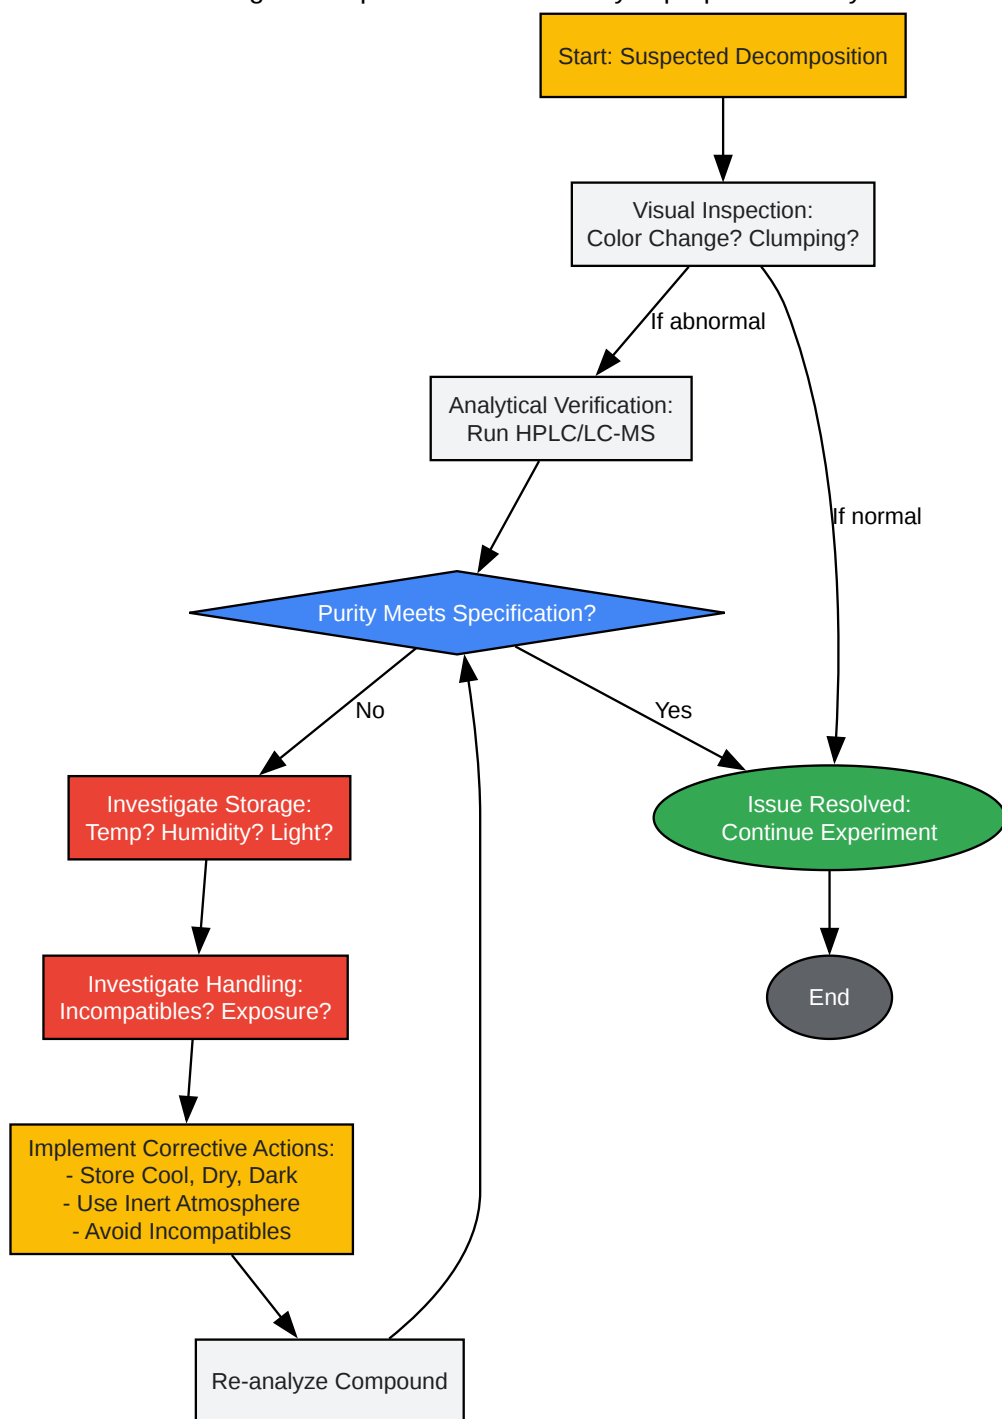 Start: Suspected Decomposition
Visual Inspection:
Color Change? Clumping?
If abnormal
Analytical Verification:
Run HPLC/LC-MS
If normal
Purity Meets Specification?
No
Yes
Investigate Storage:
Temp? Humidity? Light?
Issue Resolved:
Continue Experiment
Investigate Handling:
Incompatibles? Exposure?
End
Implement Corrective Actions:
- Store Cool, Dry, Dark
- Use Inert Atmosphere
- Avoid Incompatibles
Re-analyze Compound